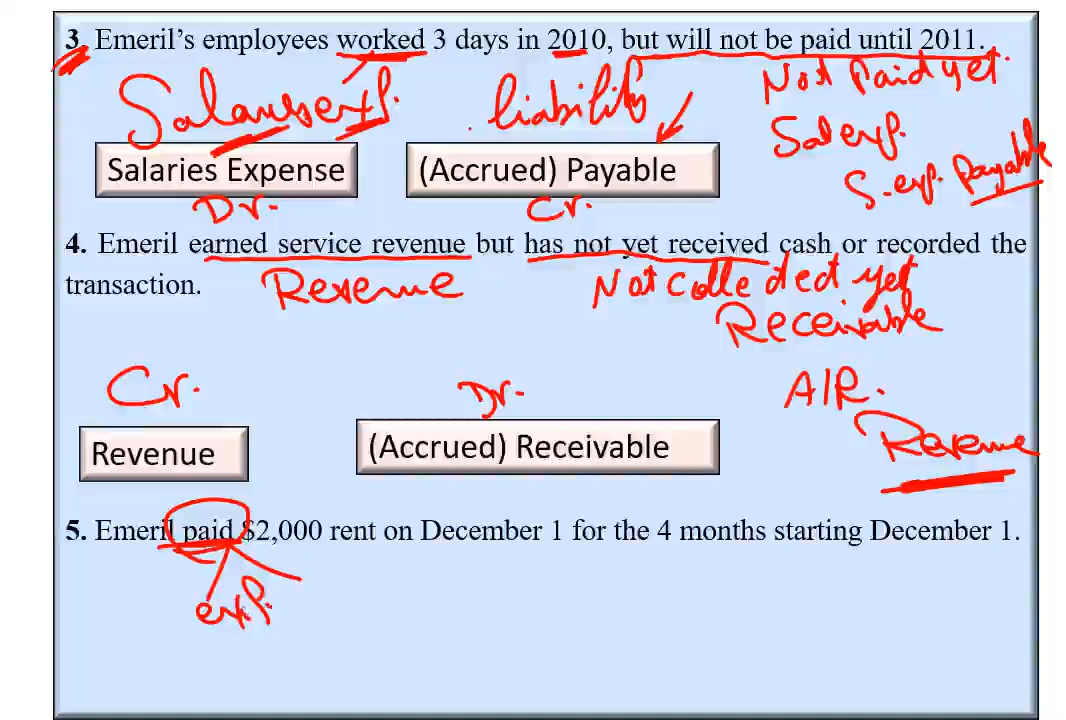 3. Emeril's employees worked 3 days in 2010, but will not be paid until 2011.
Not Paid yet.
Salaries exp. liability
Sal exp.
Salaries Expense (Accrued) Payable
S. exp. Payable
Dr. Cr.
4. Emeril earned service revenue but has not yet received cash or recorded the
transaction.
Revenue Not collected yet
Receivable
Cr. Dr. A/R.
Revenue (Accrued) Receivable
Revenue
5. Emeril paid $2,000 rent on December 1 for the 4 months starting December 1.
exp.